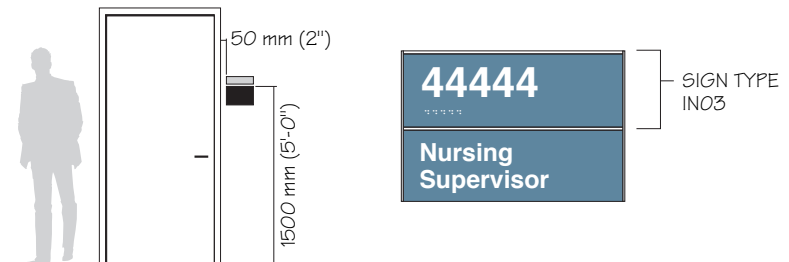 50 mm (2")
1500 mm (5'-0")
44444
⠙⠙⠙⠙⠙
Nursing
Supervisor
SIGN TYPE
IN03